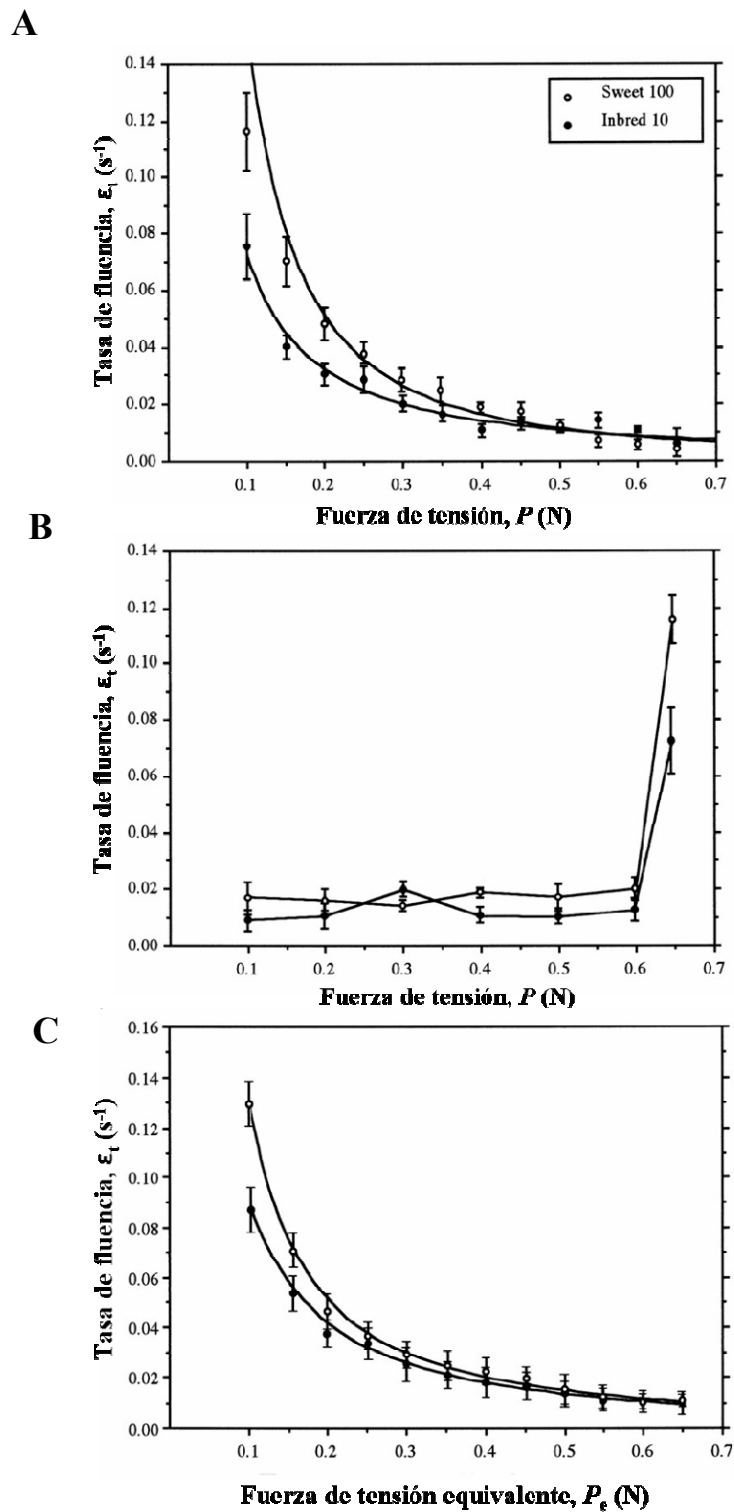 A
0.14
0.12
0.10
0.08
0.06
0.04
0.02
0.00
Tasa de fluencia, ε_t (s⁻¹)
Sweet 100
Inbred 10
0.1 0.2 0.3 0.4 0.5 0.6 0.7
Fuerza de tensión, P (N)
B
0.14
0.12
0.10
0.08
0.06
0.04
0.02
0.00
Tasa de fluencia, ε_t (s⁻¹)
0.1 0.2 0.3 0.4 0.5 0.6 0.7
Fuerza de tensión, P (N)
C
0.16
0.14
0.12
0.10
0.08
0.06
0.04
0.02
0.00
Tasa de fluencia, ε_t (s⁻¹)
0.1 0.2 0.3 0.4 0.5 0.6 0.7
Fuerza de tensión equivalente, P_e (N)